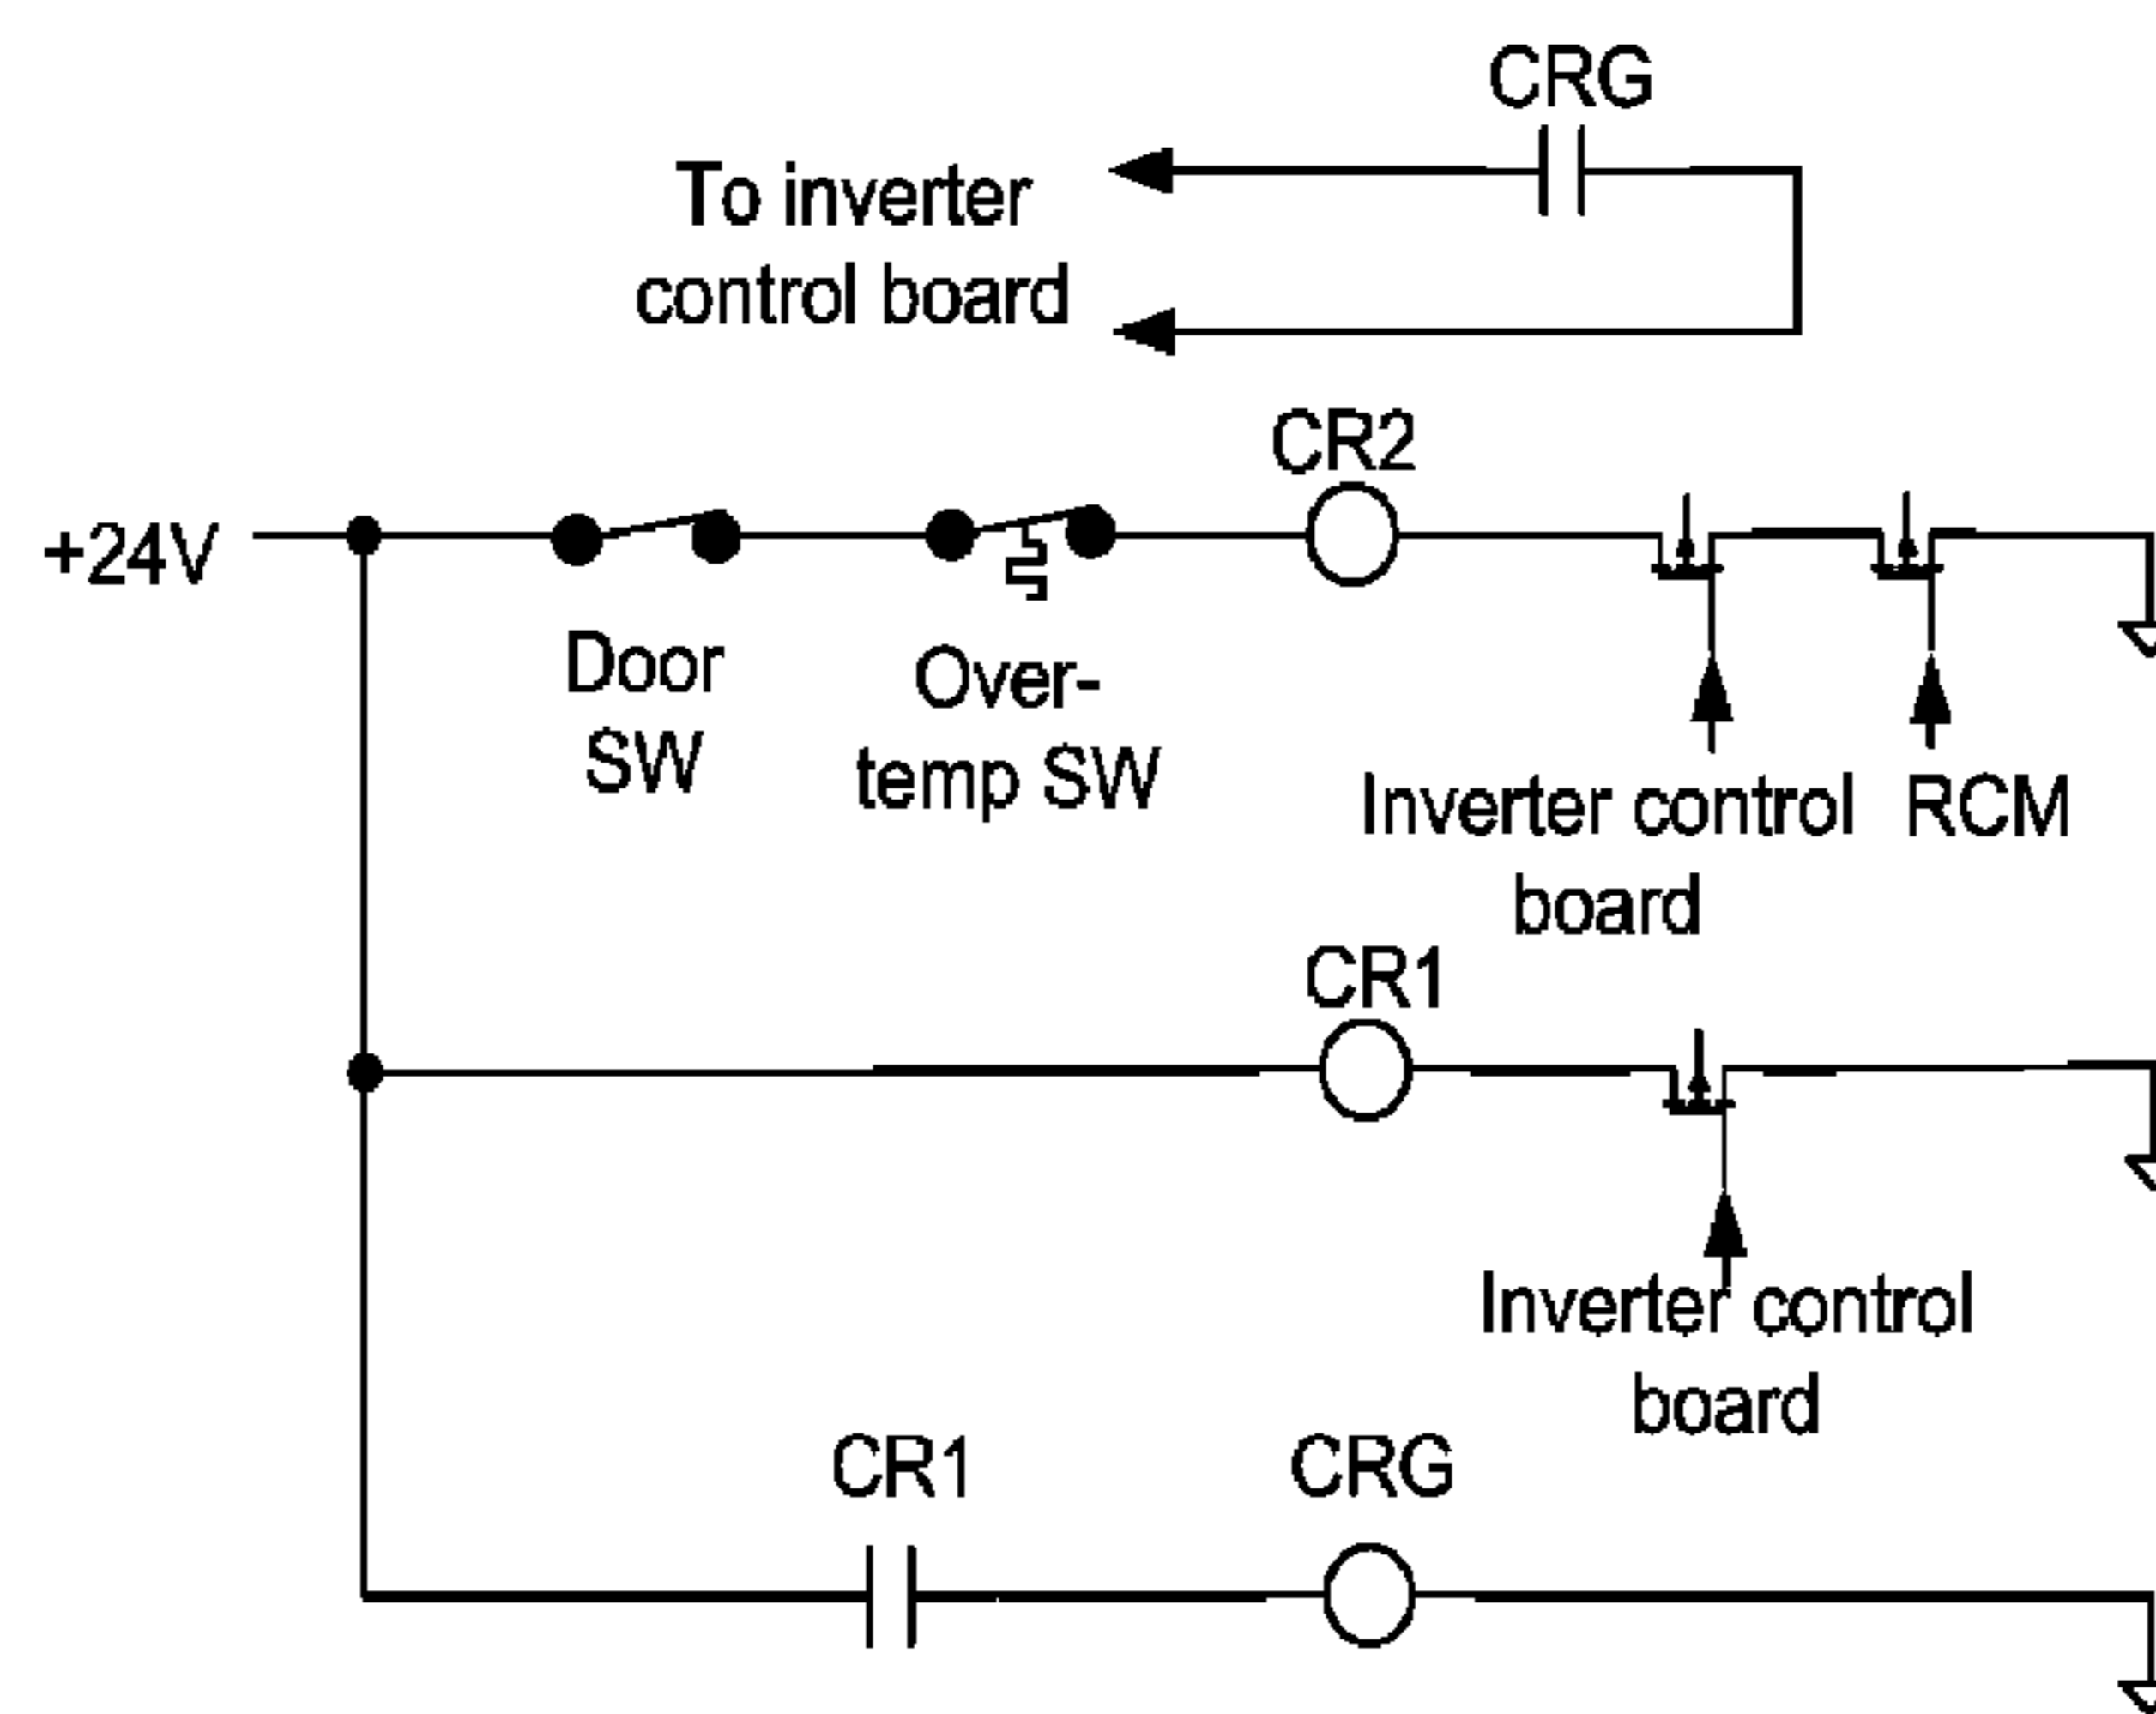 CRG
To inverter
control board
CR2
+24V
Door
SW
Over-
temp SW
Inverter control
board
RCM
CR1
Inverter control
board
CR1
CRG